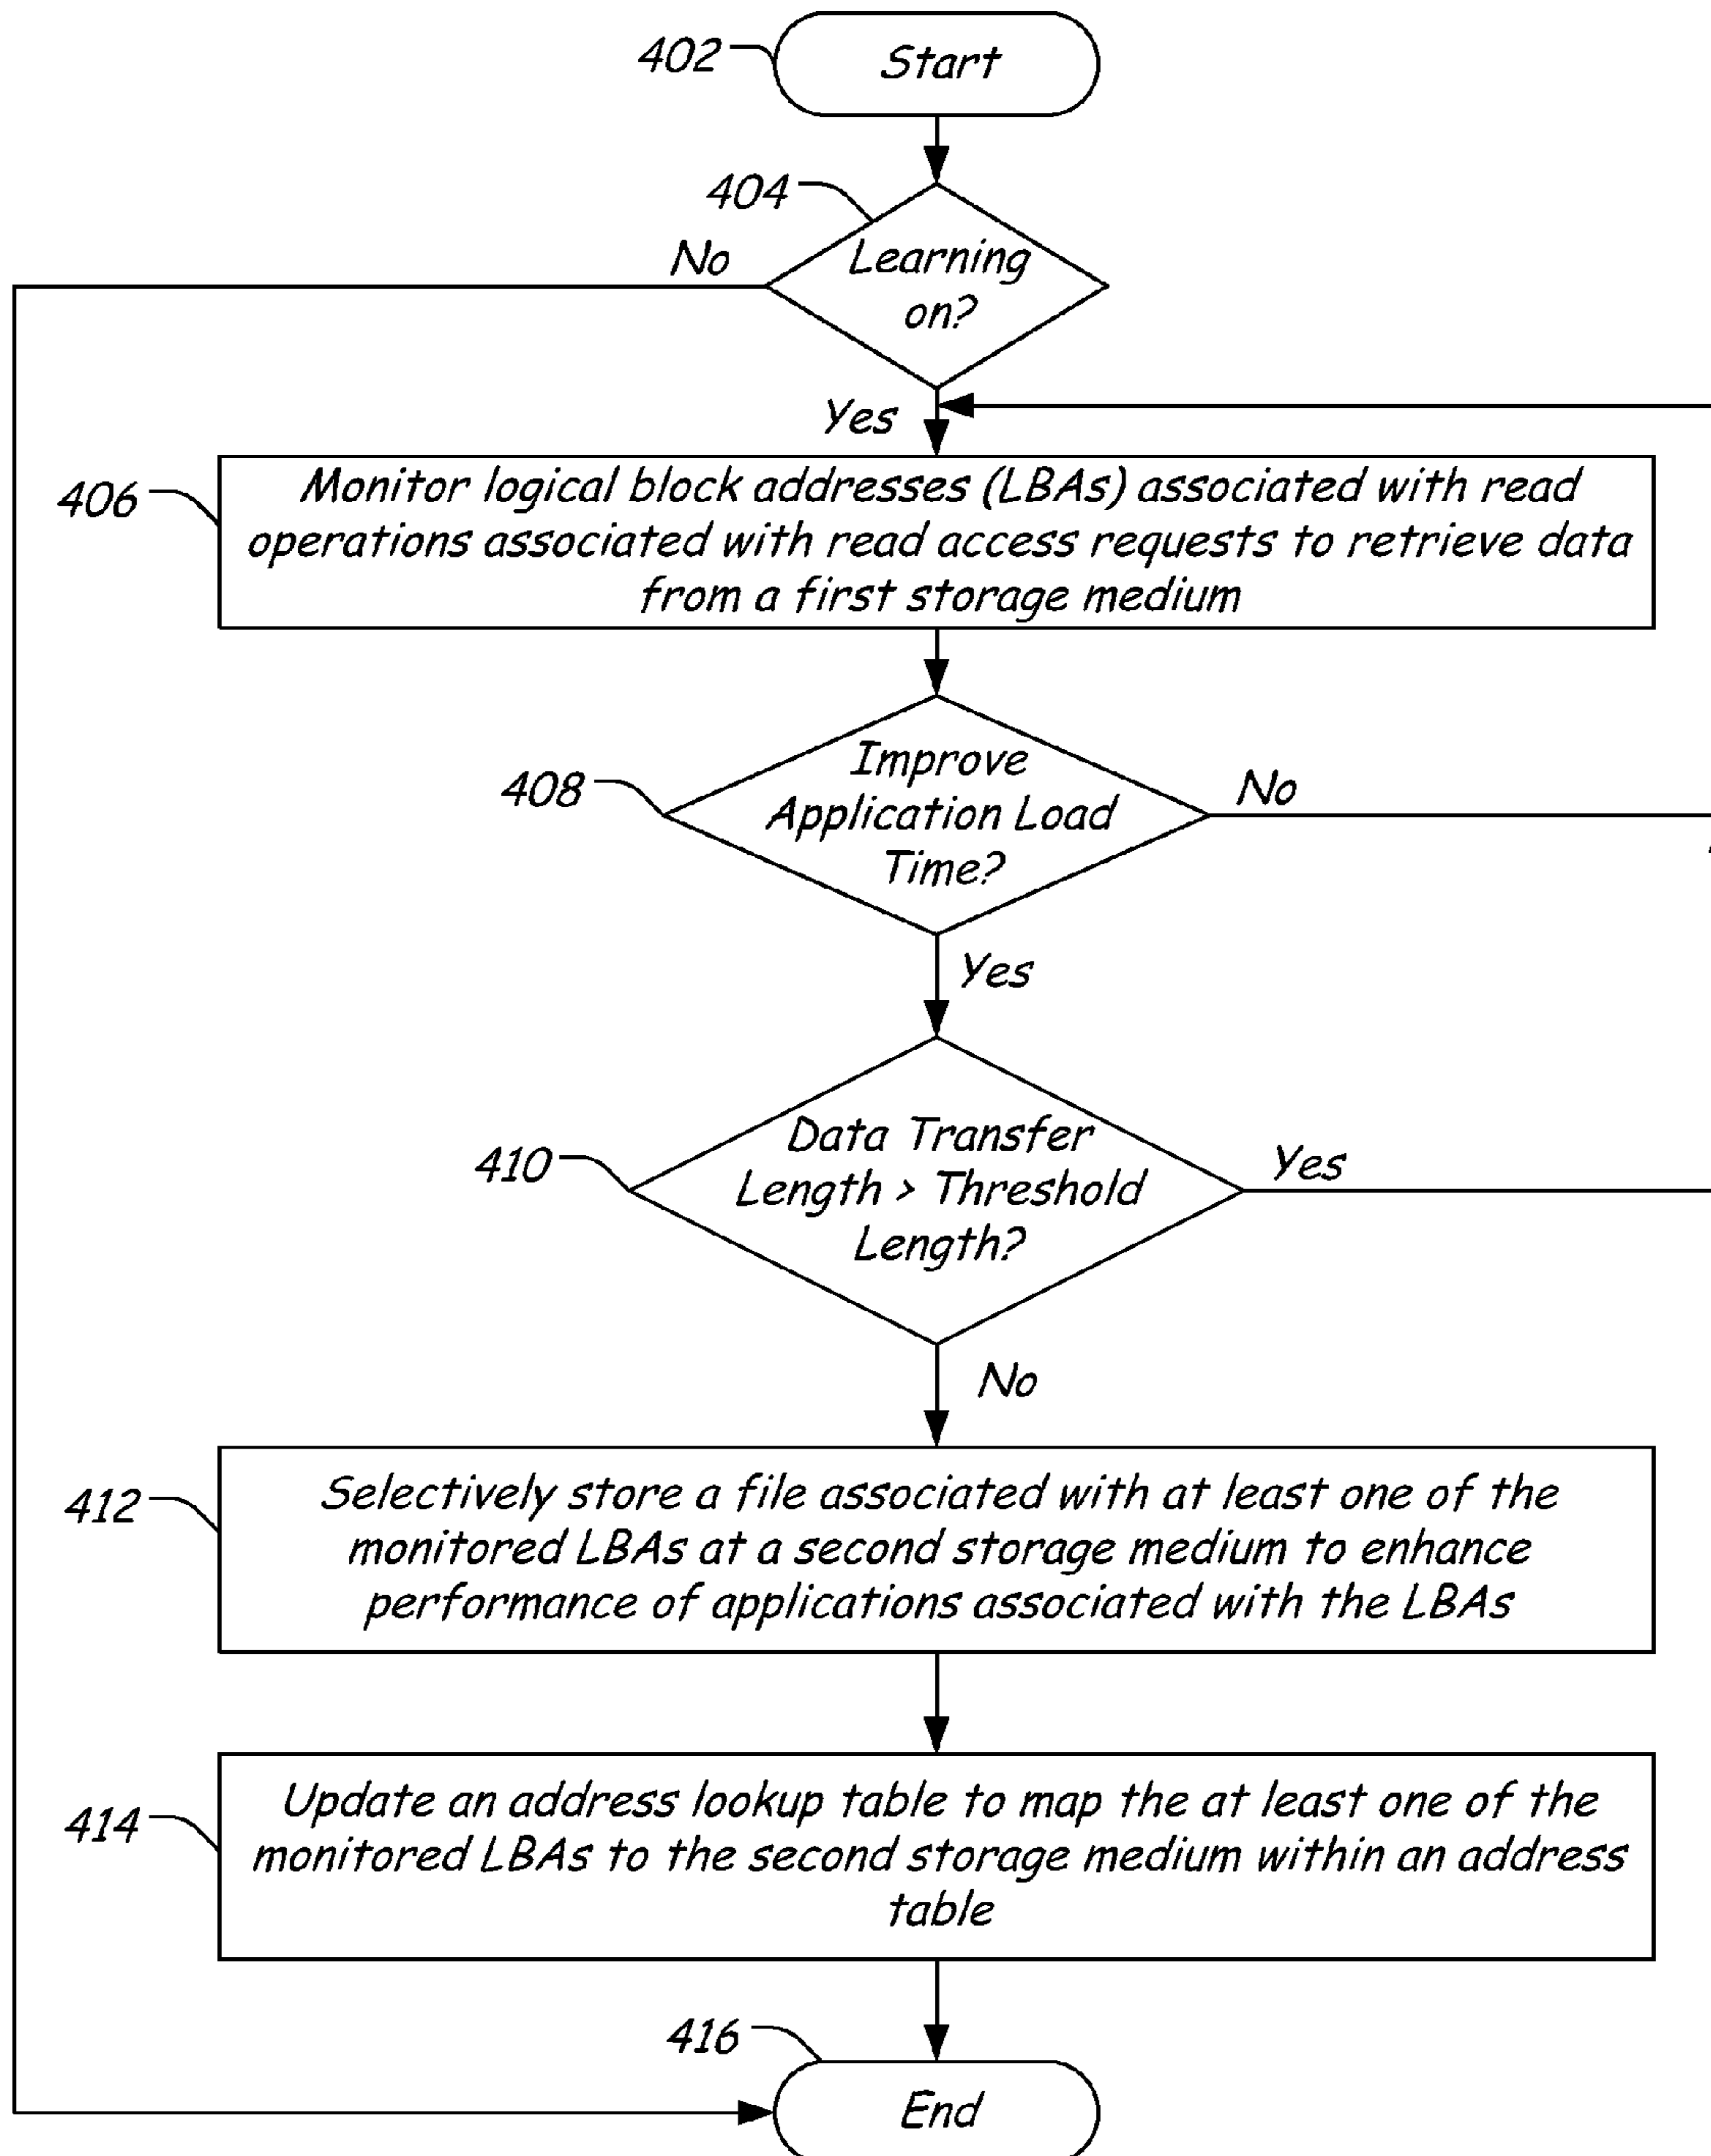 402
Start
404
No
Learning
on?
Yes
406
Monitor logical block addresses (LBAs) associated with read
operations associated with read access requests to retrieve data
from a first storage medium
408
Improve
Application Load
Time?
No
Yes
410
Data Transfer
Length > Threshold
Length?
Yes
No
412
Selectively store a file associated with at least one of the
monitored LBAs at a second storage medium to enhance
performance of applications associated with the LBAs
414
Update an address lookup table to map the at least one of the
monitored LBAs to the second storage medium within an address
table
416
End